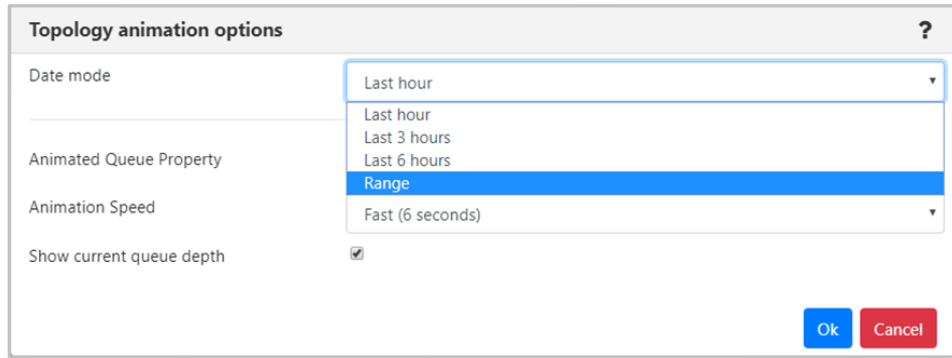 Topology animation options ?
Date mode
Last hour
Last hour
Last 3 hours
Last 6 hours
Animated Queue Property
Range
Animation Speed
Fast (6 seconds)
Show current queue depth
Ok Cancel